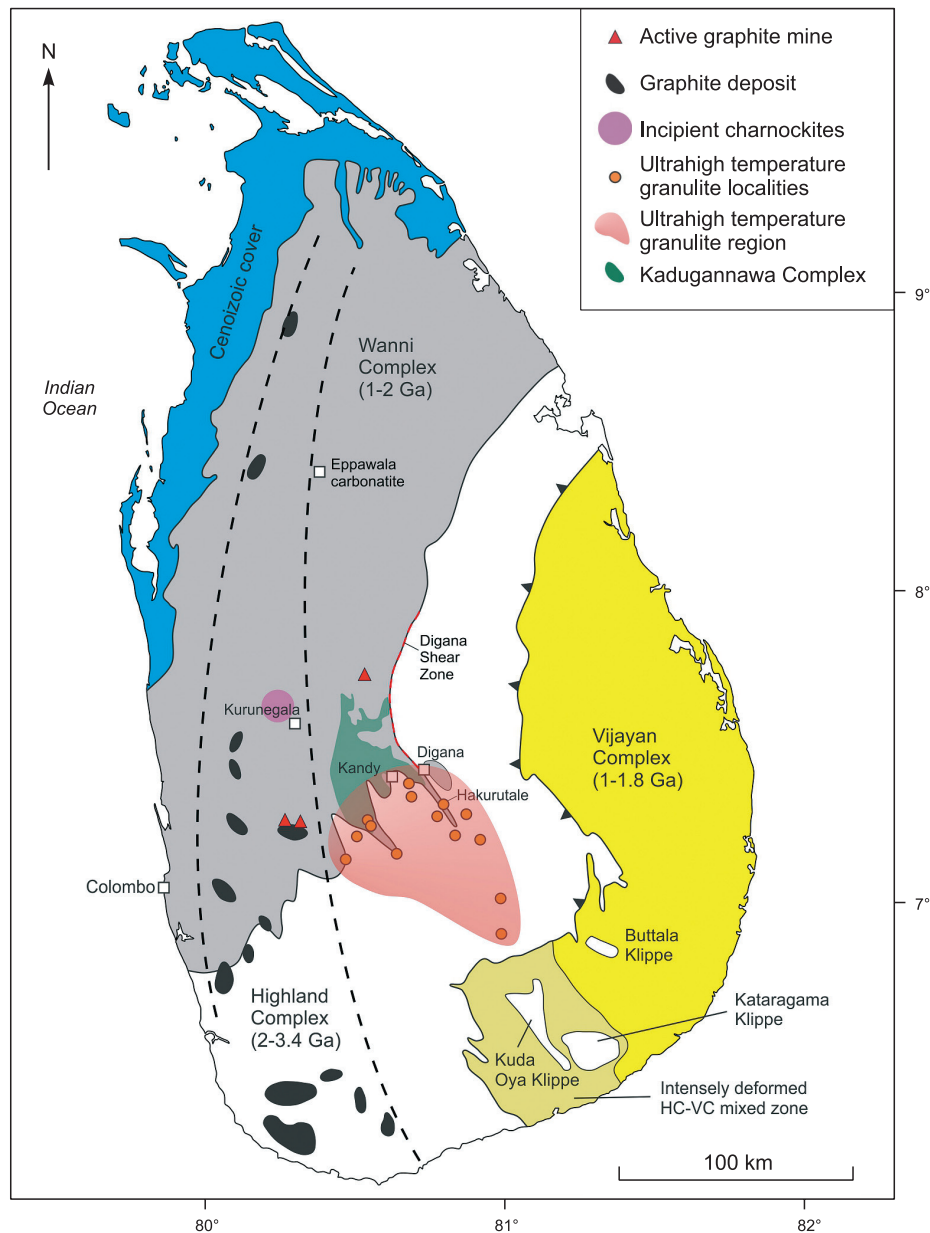 N
Active graphite mine
Graphite deposit
Incipient charnockites
Ultrahigh temperature
granulite localities
Ultrahigh temperature
granulite region
Kadugannawa Complex
Cenoizoic cover
9°
Wanni
Complex
(1-2 Ga)
Indian
Ocean
Eppawala
carbonatite
8°
Digana
Shear
Zone
Kurunegala
Vijayan
Complex
(1-1.8 Ga)
Digana
Kandy
Hakurutale
Colombo
7°
Buttala
Klippe
Highland
Complex
(2-3.4 Ga)
Kataragama
Klippe
Kuda
Oya Klippe
Intensely deformed
HC-VC mixed zone
100 km
80°
81°
82°